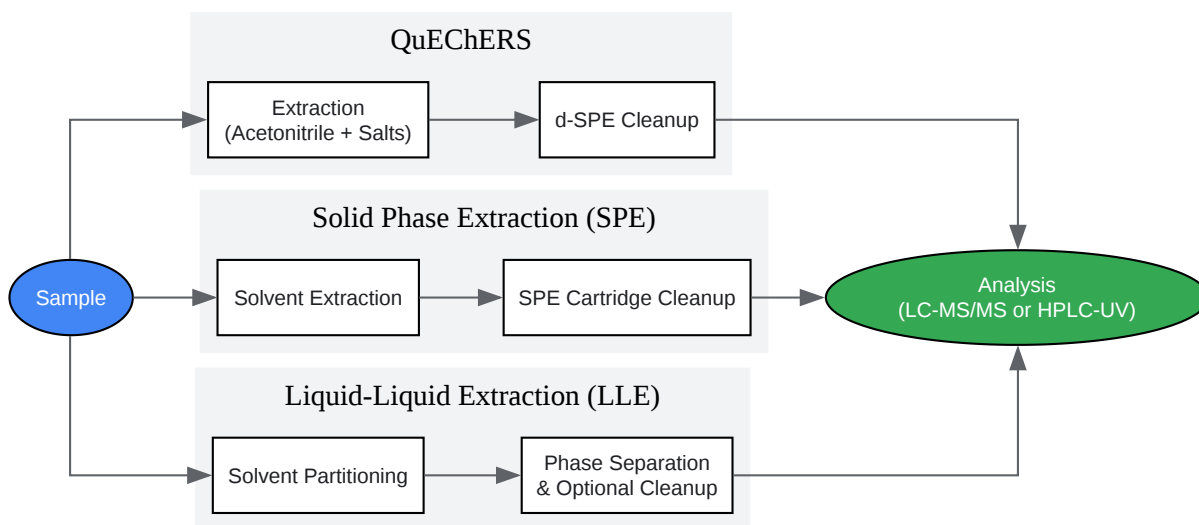 QuEChERS
Extraction
(Acetonitrile + Salts)
d-SPE Cleanup
Solid Phase Extraction (SPE)
Sample
Solvent Extraction
SPE Cartridge Cleanup
Analysis
(LC-MS/MS or HPLC-UV)
Liquid-Liquid Extraction (LLE)
Solvent Partitioning
Phase Separation
& Optional Cleanup